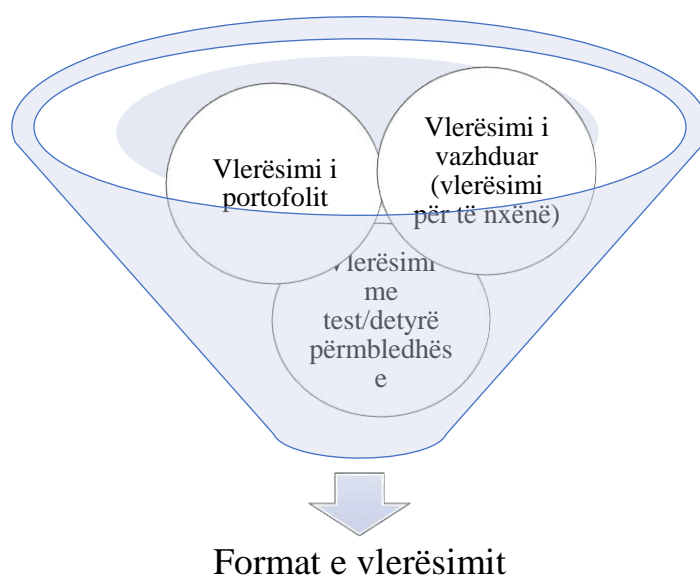 Vlerësimi i
portofolit
Vlerësimi i
vazhduar
(vlerësimi
për të nxënë)
Vlerësimi
me
test/detyrë
përmbledhës
e
Format e vlerësimit